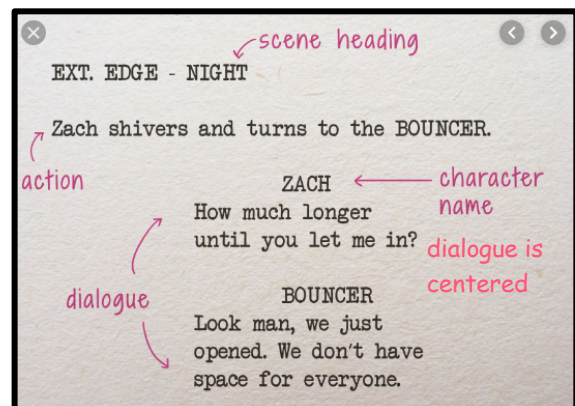 scene heading
EXT. EDGE - NIGHT
Zach shivers and turns to the BOUNCER.
action
ZACH
character
name
How much longer
until you let me in?
dialogue is
centered
dialogue
BOUNCER
Look man, we just
opened. We don't have
space for everyone.